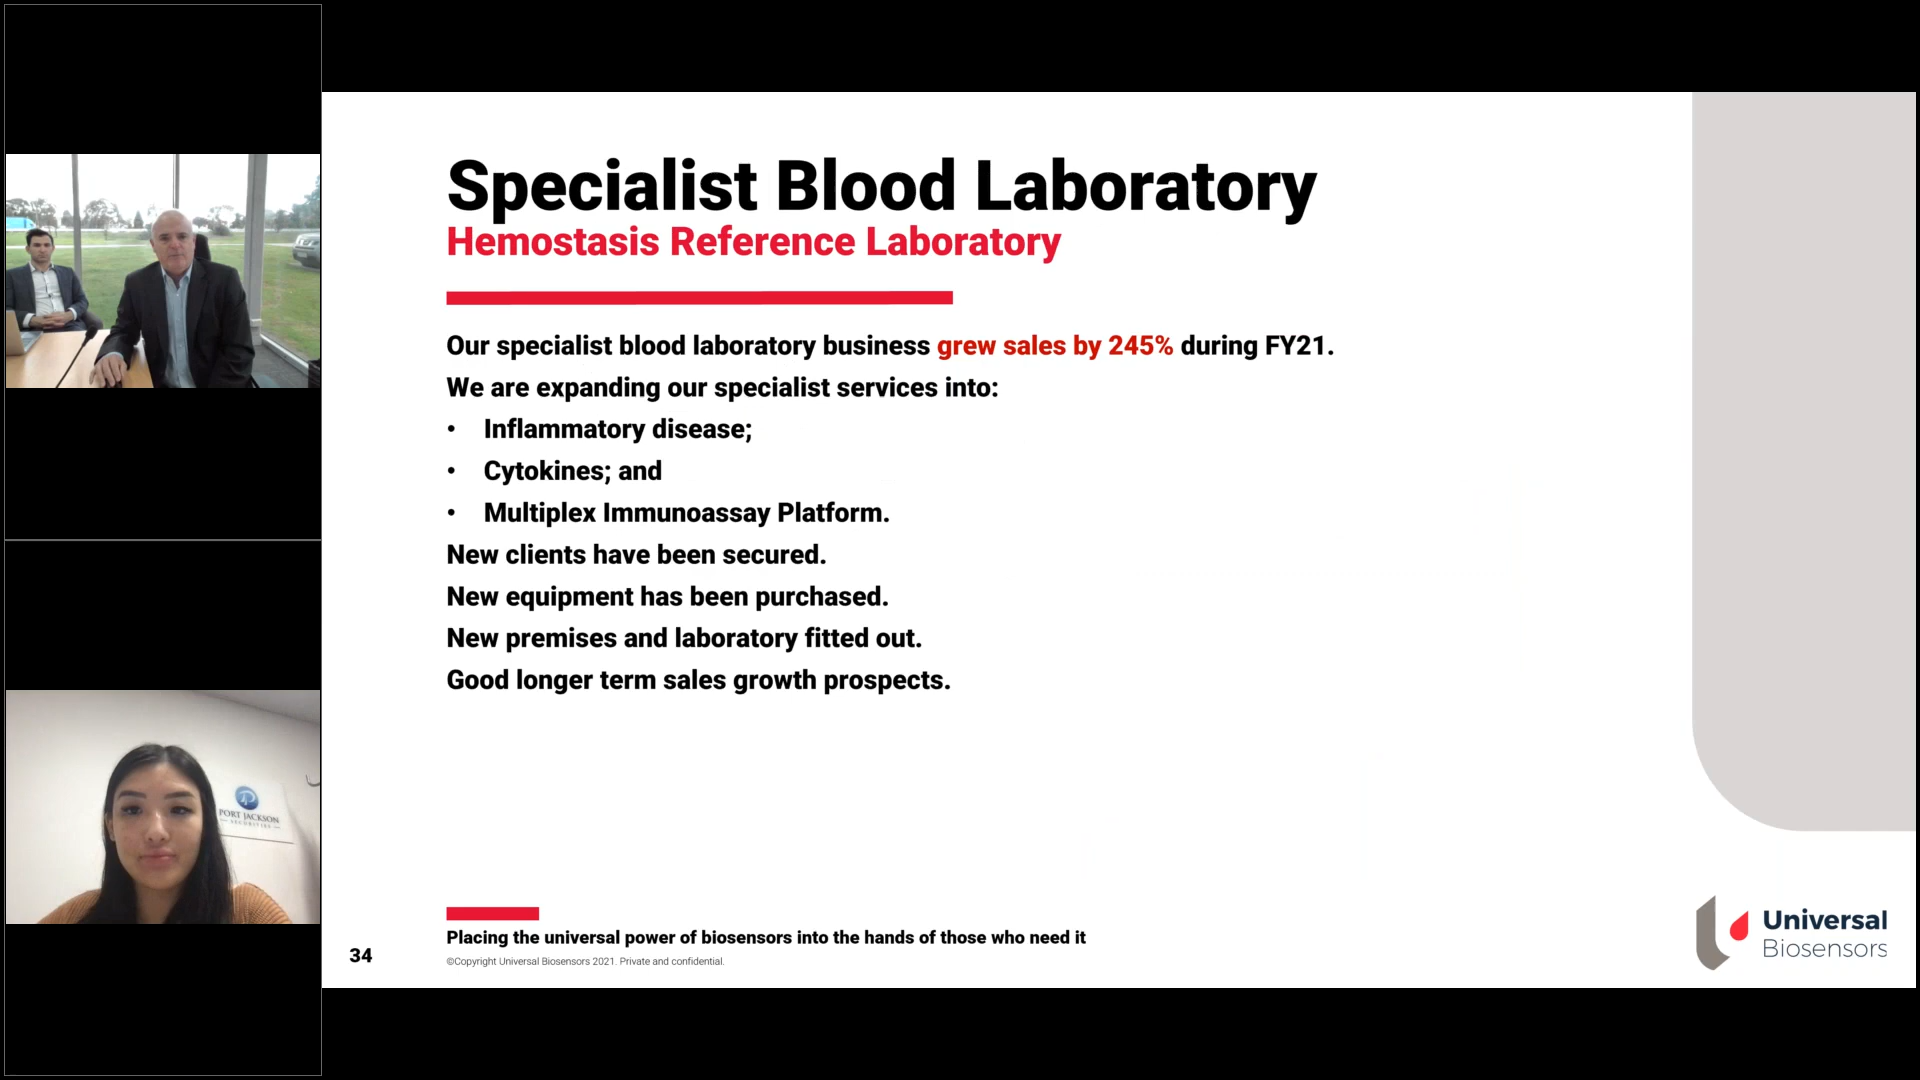 Specialist Blood Laboratory
Hemostasis Reference Laboratory
Our specialist blood laboratory business grew sales by 245% during FY21.
We are expanding our specialist services into:
• Inflammatory disease;
• Cytokines; and
• Multiplex Immunoassay Platform.
New clients have been secured.
New equipment has been purchased.
New premises and laboratory fitted out.
Good longer term sales growth prospects.
PORT JACKSON
SECURITIES
Placing the universal power of biosensors into the hands of those who need it
34
©Copyright Universal Biosensors 2021. Private and confidential.
Universal
Biosensors